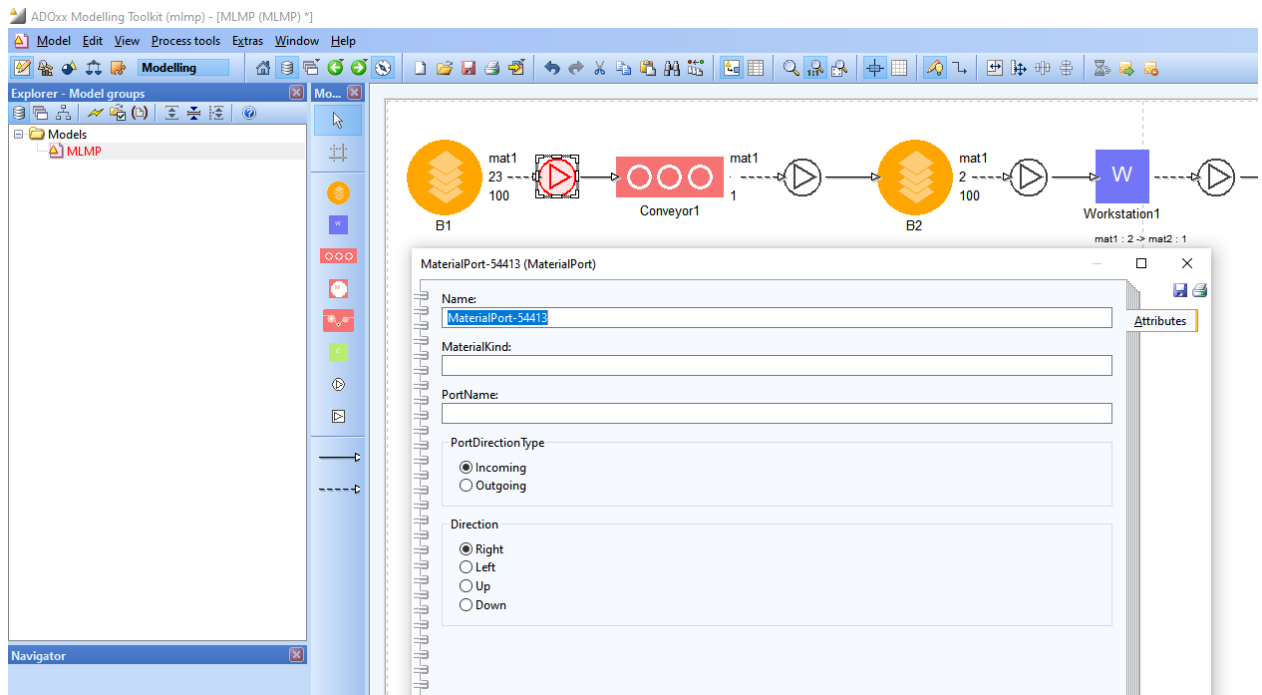 ADOxx Modelling Toolkit (mlmp) - [MLMP (MLMP) *]
Model Edit View Process tools Extras Window Help
Modelling
Explorer - Model groups
Mo...
Models
MLMP
mat1
23
100
B1
Conveyor1
mat1
1
B2
mat1
2
100
W
Workstation1
mat1 : 2 -> mat2 : 1
MaterialPort-54413 (MaterialPort)
Name:
MaterialPort-54413
Attributes
MaterialKind:
PortName:
PortDirectionType
Incoming
Outgoing
Direction
Right
Left
Up
Down
Navigator